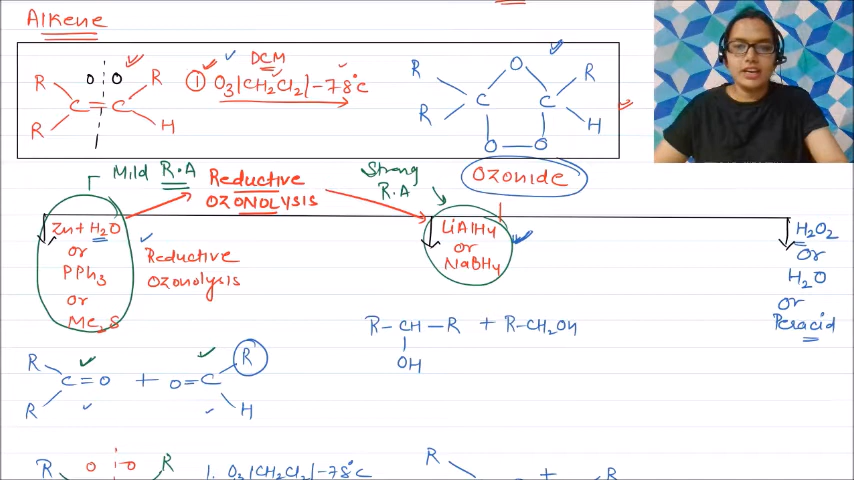 Alkene
R O O R
C = C
R H
① O3/CH2Cl2/-78°C
DCM
O
R R
C C
R H
O—O
Ozonide
Mild R.A
Reductive
OZONOLYSIS
Strong
R.A
Zn + H2O
or
PPh3
or
Me2S
Reductive
Ozonolysis
LiAlH4
or
NaBH4
H2O2
or
H2O
or
Peracid
R-CH-R + R-CH2OH
OH
R R
C=O + O=C
R H
R O O R
1. O3/CH2Cl2/-78°C
R + R